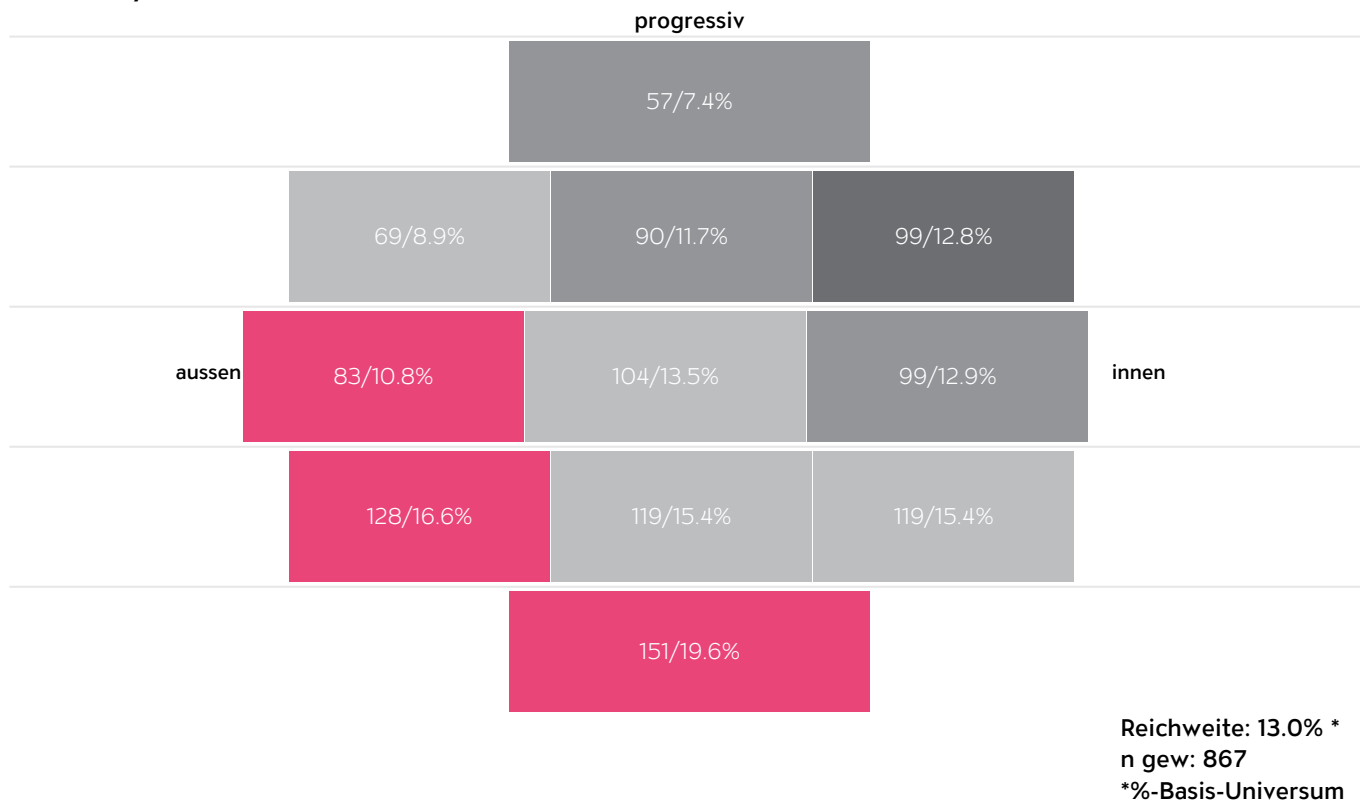 progressiv
57/7.4%
69/8.9% 90/11.7% 99/12.8%
aussen 83/10.8% 104/13.5% 99/12.9% innen
128/16.6% 119/15.4% 119/15.4%
151/19.6%
Reichweite: 13.0% *
n gew: 867
*%-Basis-Universum